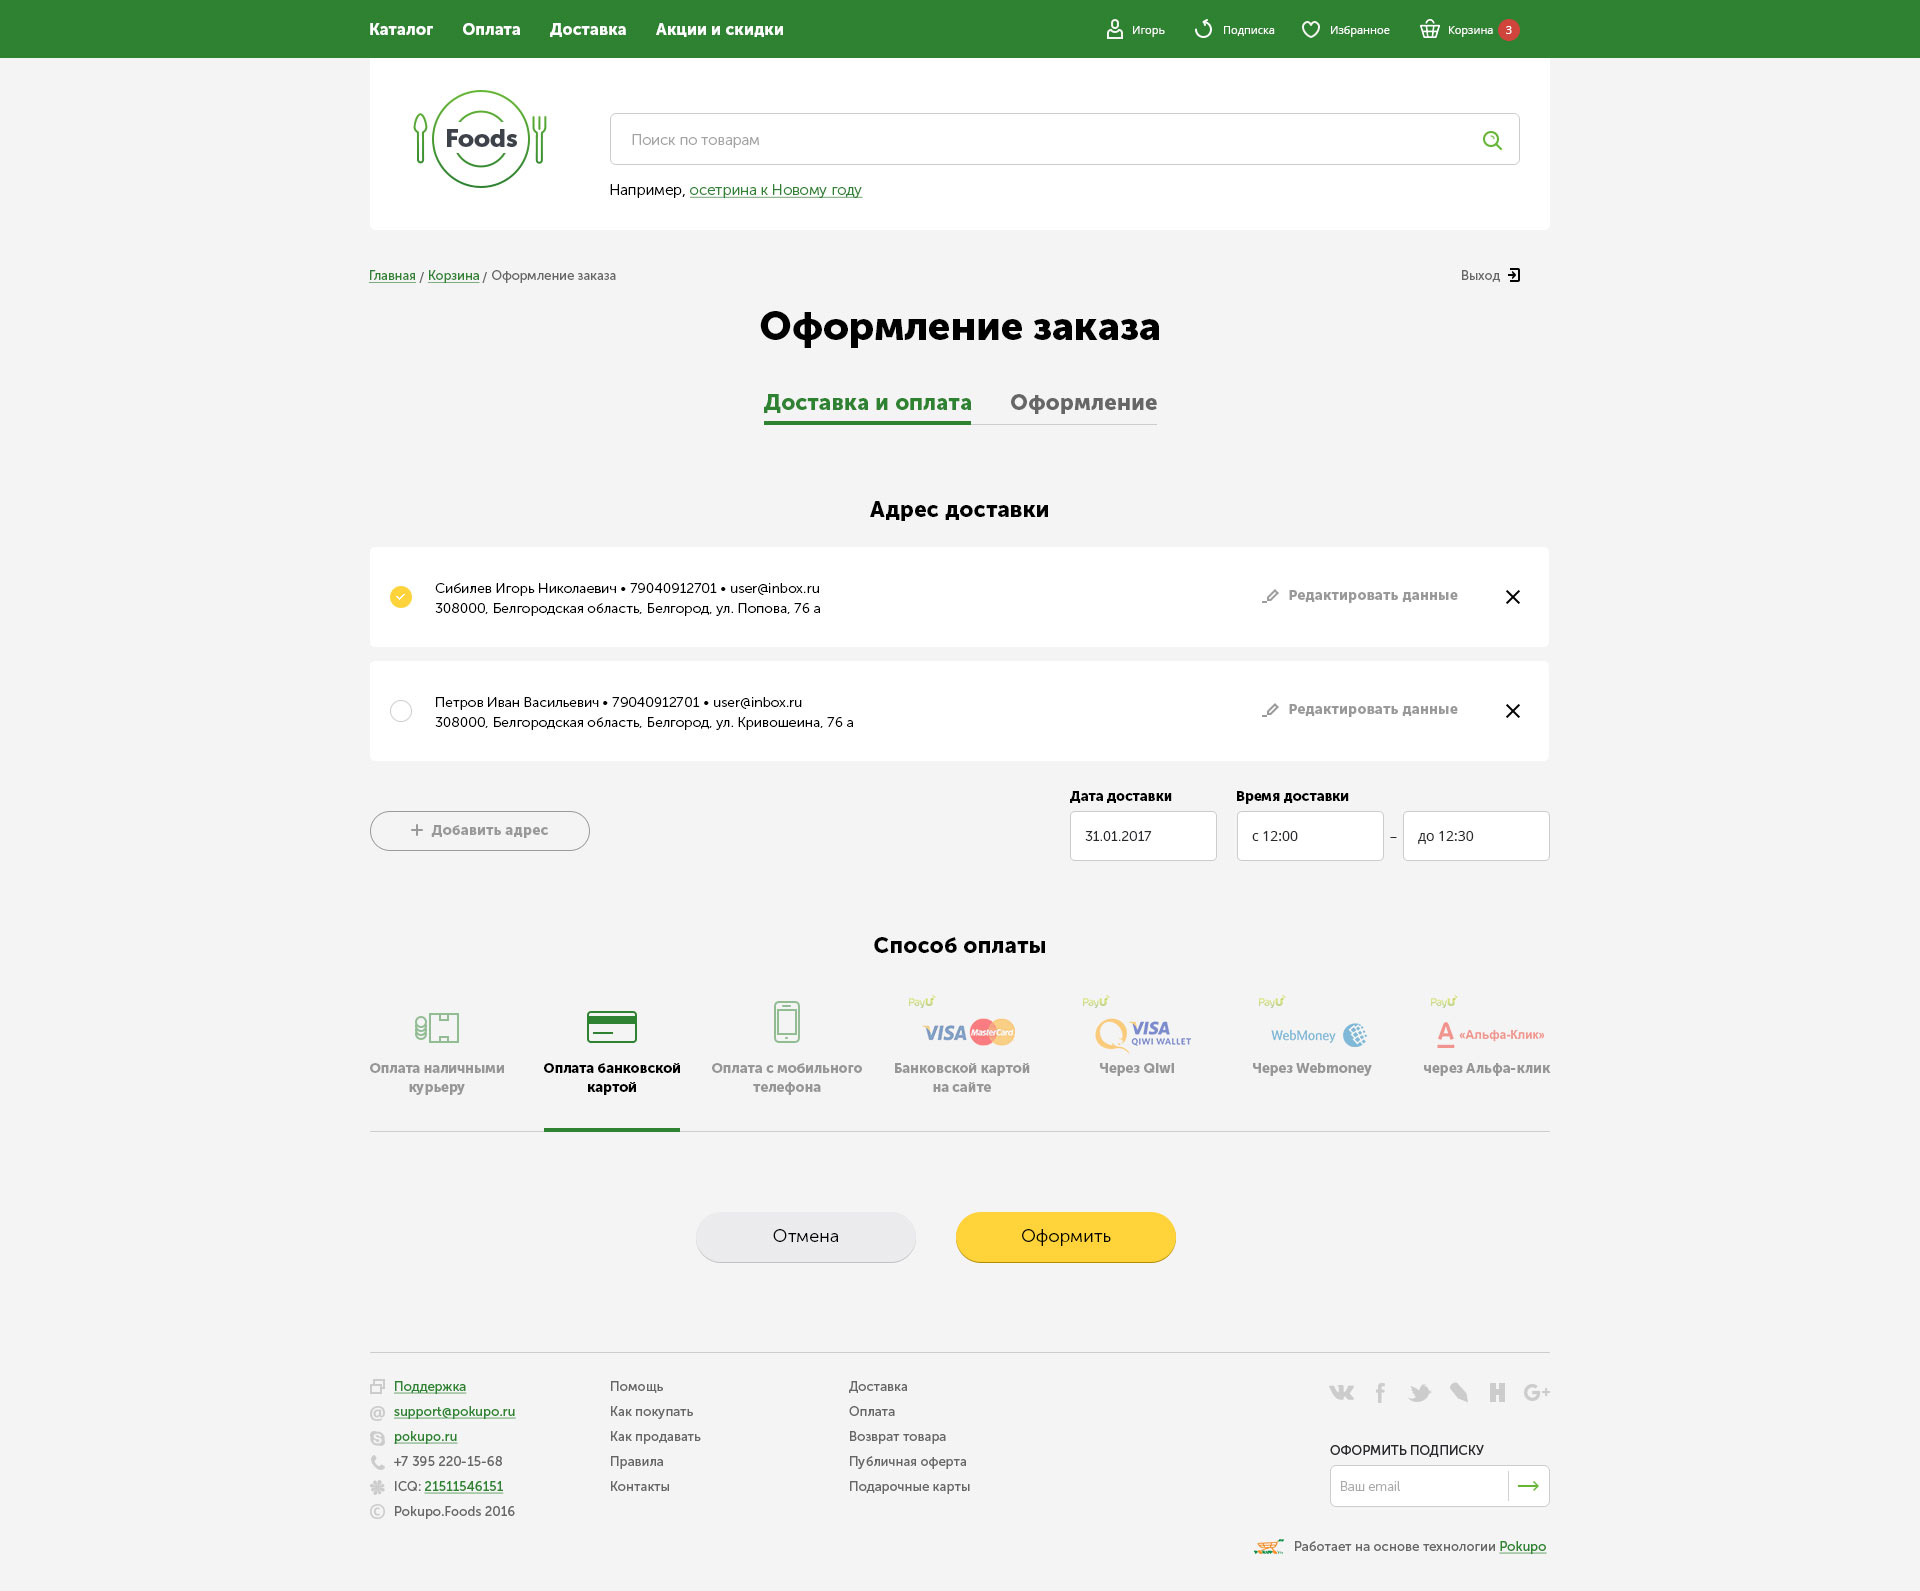 Каталог Оплата Доставка Акции и скидки Игорь Подписка Избранное Корзина 3
Foods
Поиск по товарам
Например, осетрина к Новому году
Главная / Корзина / Оформление заказа Выход
Оформление заказа
Доставка и оплата Оформление
Адрес доставки
Сибилев Игорь Николаевич • 79040912701 • user@inbox.ru
308000, Белгородская область, Белгород, ул. Попова, 76 а
Редактировать данные
Петров Иван Васильевич • 79040912701 • user@inbox.ru
308000, Белгородская область, Белгород, ул. Кривошеина, 76 а
Редактировать данные
Дата доставки Время доставки
+ Добавить адрес 31.01.2017 с 12:00 – до 12:30
Способ оплаты
PayU PayU PayU PayU
VISA MasterCard VISA QIWI WALLET WebMoney А «Альфа-Клик»
Оплата наличными курьеру
Оплата банковской картой
Оплата с мобильного телефона
Банковской картой на сайте
Через Qiwi
Через Webmoney
через Альфа-клик
Отмена Оформить
Поддержка
support@pokupo.ru
pokupo.ru
+7 395 220-15-68
ICQ: 21511546151
© Pokupo.Foods 2016
Помощь
Как покупать
Как продавать
Правила
Контакты
Доставка
Оплата
Возврат товара
Публичная оферта
Подарочные карты
ОФОРМИТЬ ПОДПИСКУ
Ваш email
Работает на основе технологии Pokupo